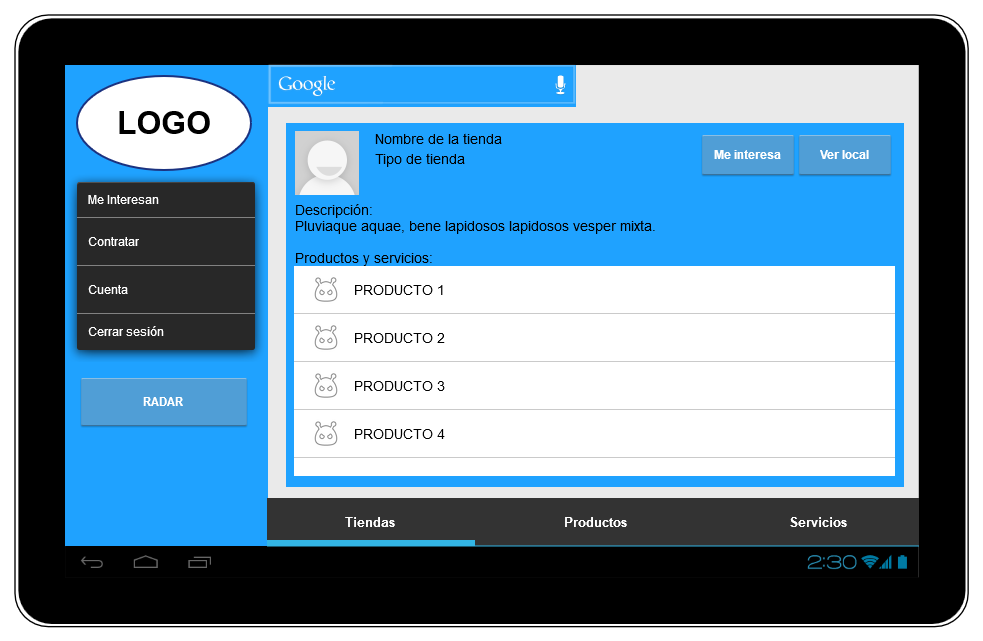 LOGO
Me Interesan
Contratar
Cuenta
Cerrar sesión
RADAR
Google
Nombre de la tienda
Tipo de tienda
Me interesa
Ver local
Descripción:
Pluviaque aquae, bene lapidosos lapidosos vesper mixta.
Productos y servicios:
PRODUCTO 1
PRODUCTO 2
PRODUCTO 3
PRODUCTO 4
Tiendas
Productos
Servicios
2:30